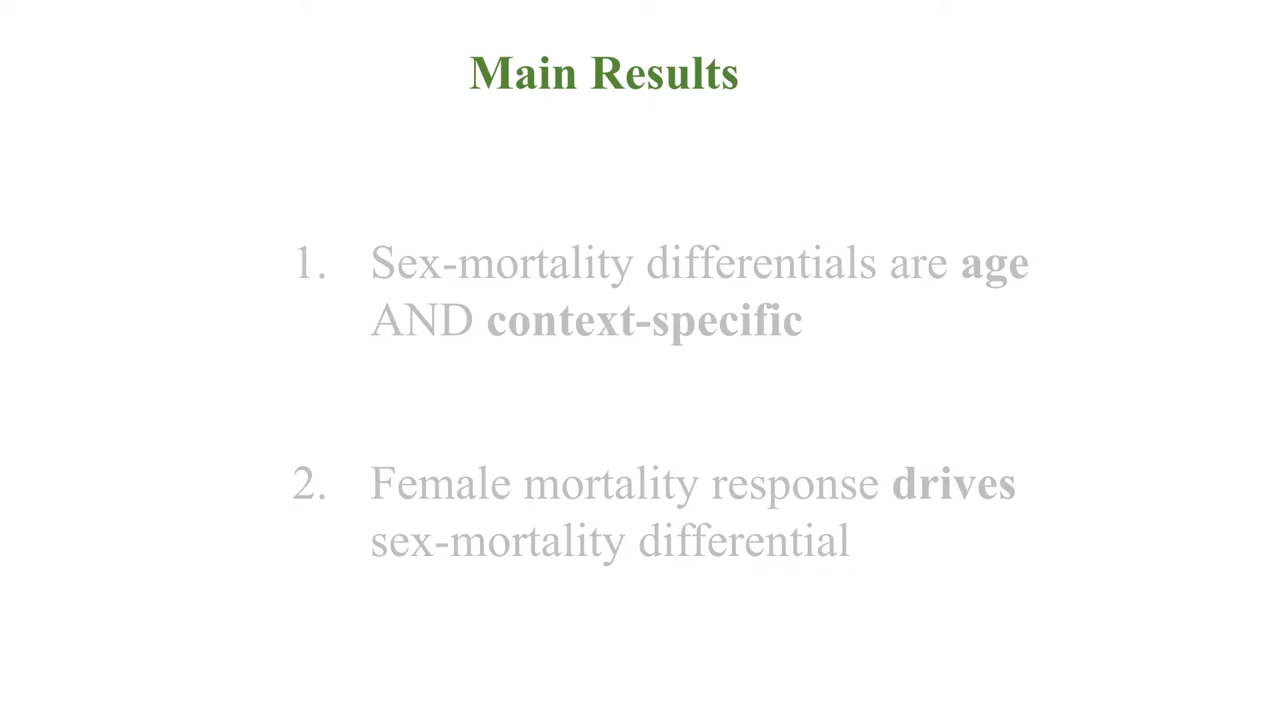 Main Results
1. Sex-mortality differentials are age
AND context-specific
2. Female mortality response drives
sex-mortality differential